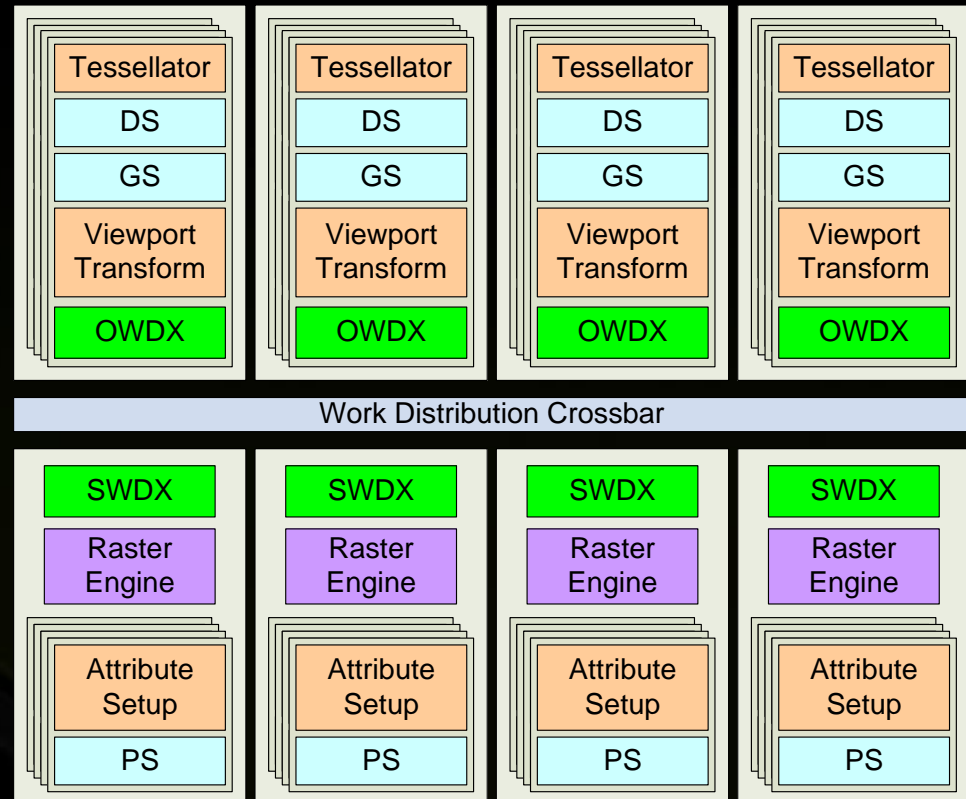 Tessellator Tessellator Tessellator Tessellator
DS DS DS DS
GS GS GS GS
Viewport Viewport Viewport Viewport
Transform Transform Transform Transform
OWDX OWDX OWDX OWDX
Work Distribution Crossbar
SWDX SWDX SWDX SWDX
Raster Raster Raster Raster
Engine Engine Engine Engine
Attribute Attribute Attribute Attribute
Setup Setup Setup Setup
PS PS PS PS